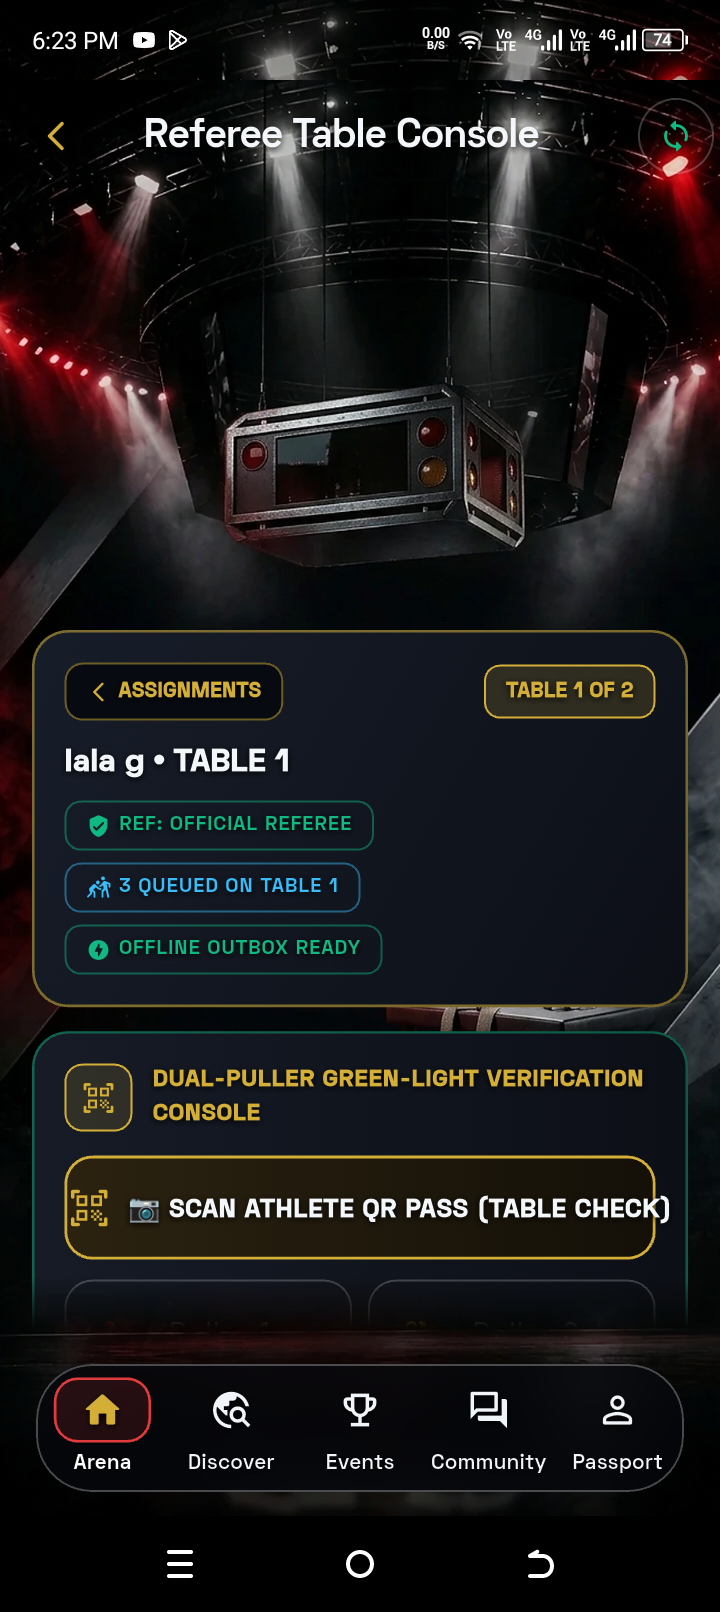 6:23 PM
0.00
B/S
Vo
LTE
4G
Vo
LTE
4G
74
Referee Table Console
ASSIGNMENTS
TABLE 1 OF 2
lala g • TABLE 1
REF: OFFICIAL REFEREE
3 QUEUED ON TABLE 1
OFFLINE OUTBOX READY
DUAL-PULLER GREEN-LIGHT VERIFICATION
CONSOLE
📷 SCAN ATHLETE QR PASS (TABLE CHECK)
Arena
Discover
Events
Community
Passport